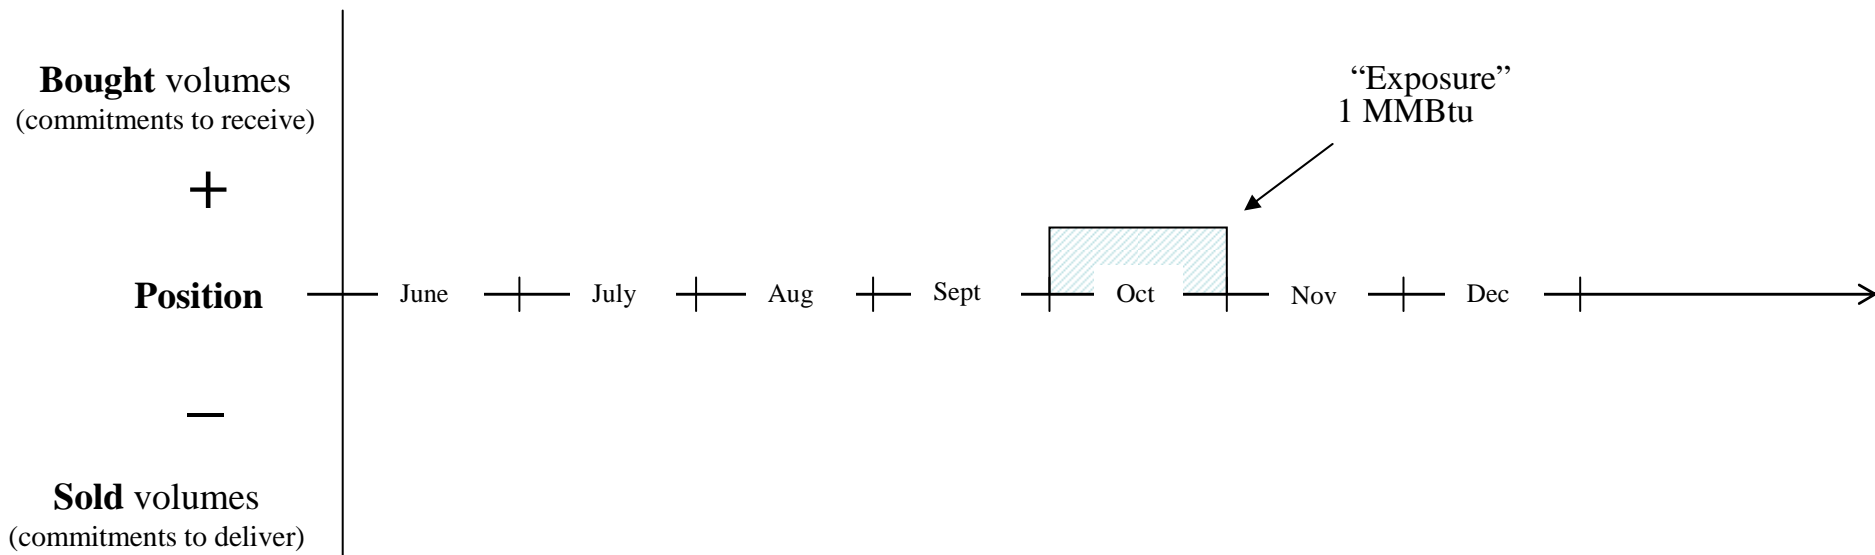 Bought volumes
(commitments to receive)
+
“Exposure”
1 MMBtu
Position
June
July
Aug
Sept
Oct
Nov
Dec
–
Sold volumes
(commitments to deliver)